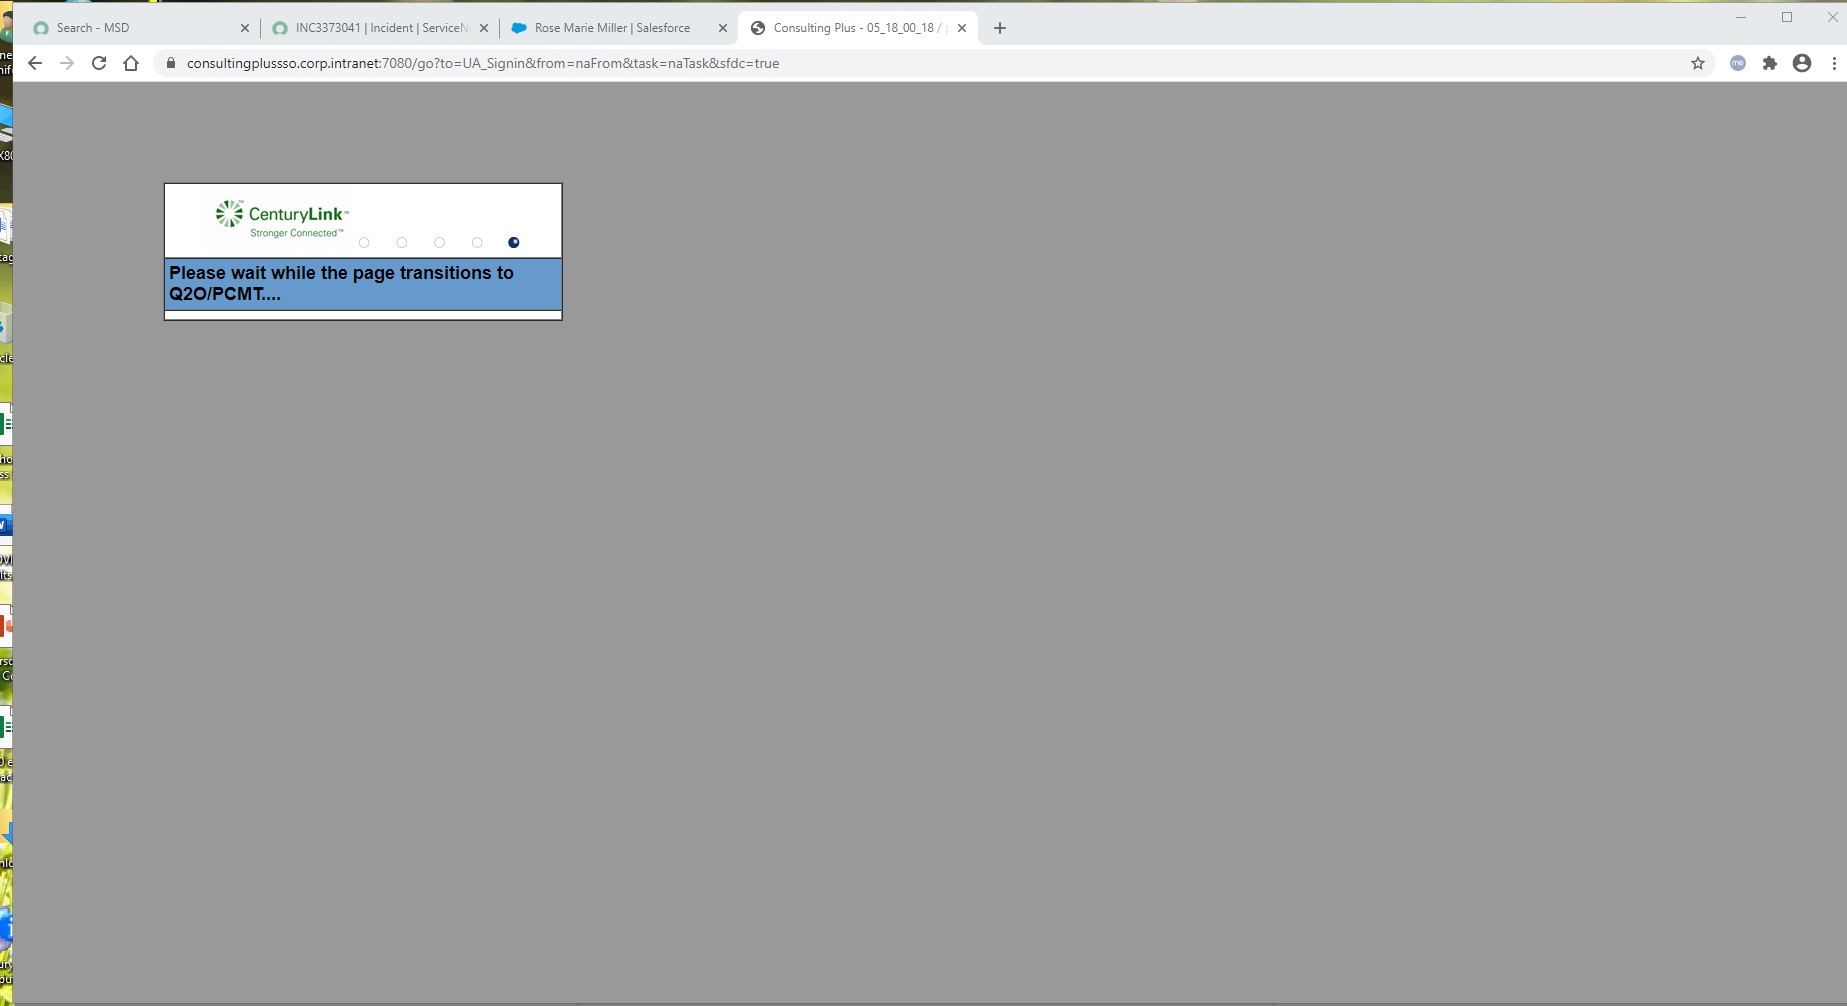 Search - MSD
INC3373041 | Incident | ServiceN
Rose Marie Miller | Salesforce
Consulting Plus - 05_18_00_18 /
consultingplussso.corp.intranet:7080/go?to=UA_Signin&from=naFrom&task=naTask&sfdc=true
CenturyLink™
Stronger Connected™
Please wait while the page transitions to
Q2O/PCMT....